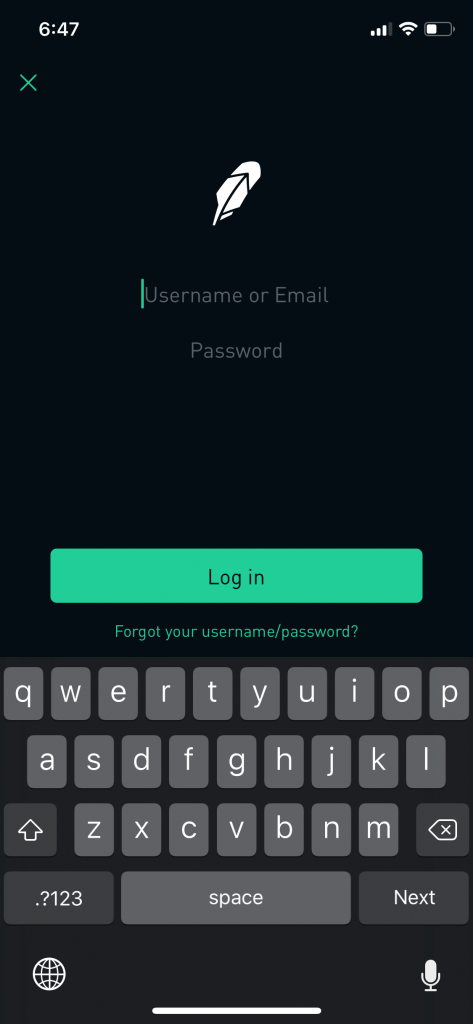 6:47
Username or Email
Password
Log in
Forgot your username/password?
q w e r t y u i o p
a s d f g h j k l
z x c v b n m
.?123 space Next